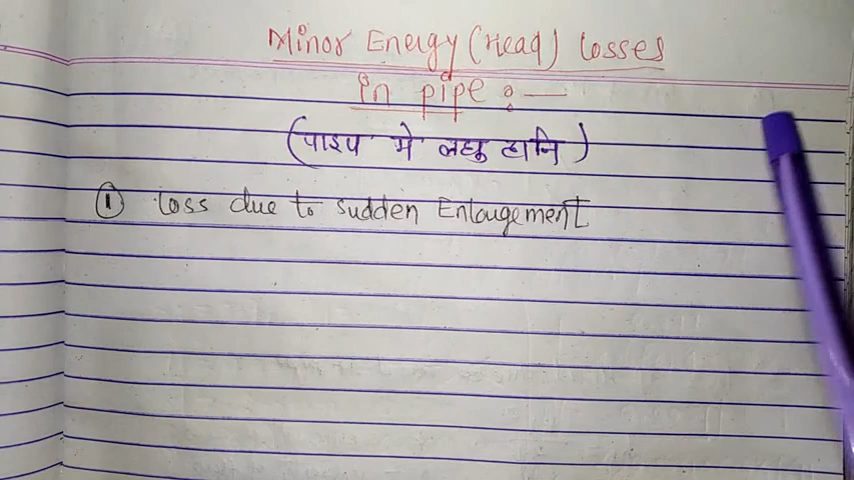 Minor Energy (Head) losses
in pipe :—
(पाइप में लघु हानि)
① loss due to sudden Enlargement